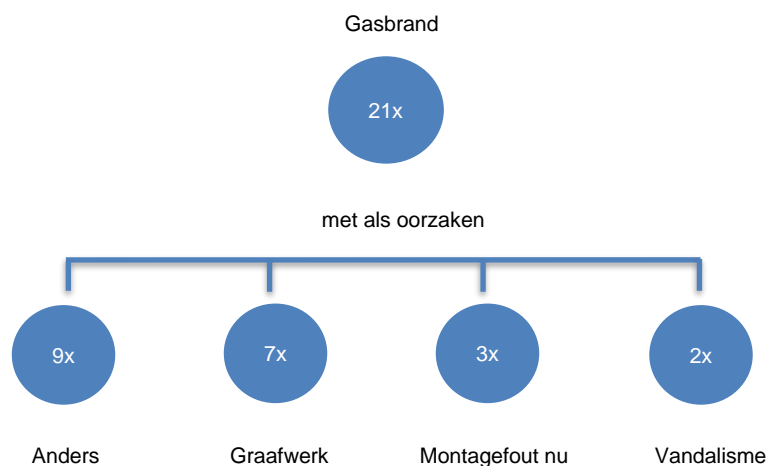 Gasbrand
21x
met als oorzaken
9x 7x 3x 2x
Anders Graafwerk Montagefout nu Vandalisme